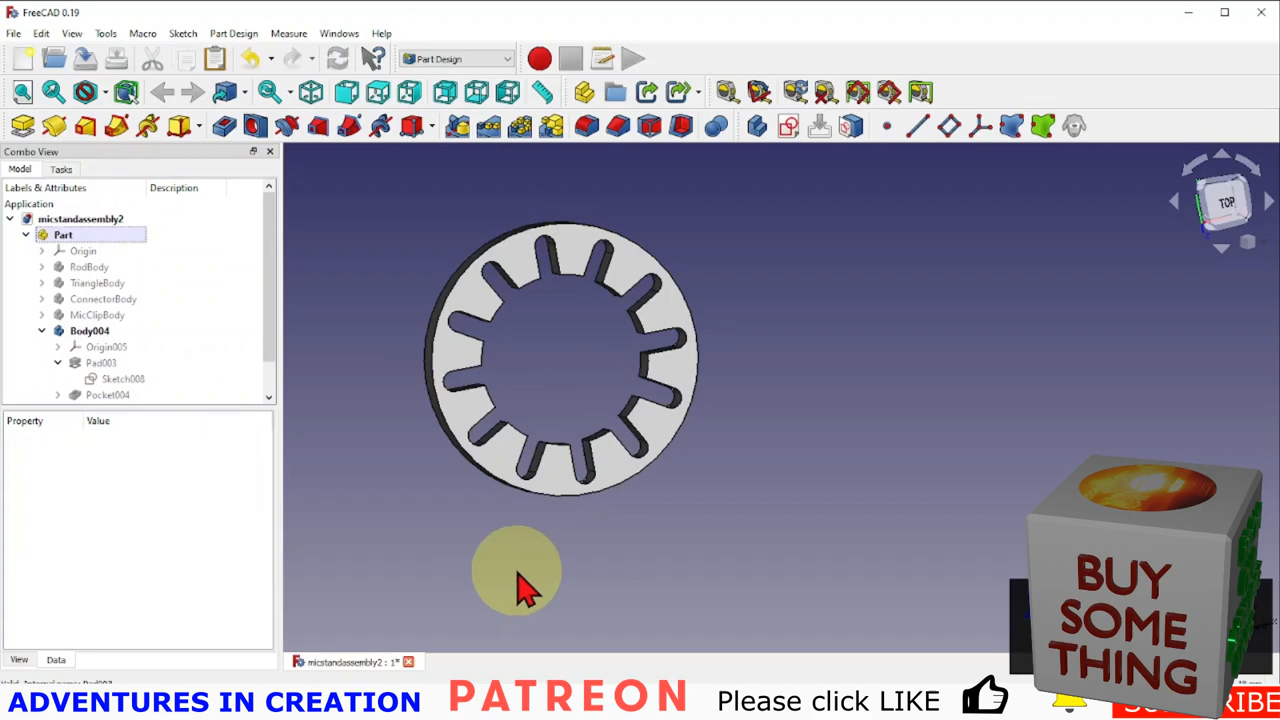 FreeCAD 0.19
File Edit View Tools Macro Sketch Part Design Measure Windows Help
Part Design
Combo View
Model Tasks
Labels & Attributes Description
Application
micstandassembly2
Part
Origin
RodBody
TriangleBody
ConnectorBody
MicClipBody
Body004
Origin005
Pad003
Sketch008
Pocket004
Property Value
TOP
View Data
micstandassembly2 : 1*
BUY
SOME
THING
ADVENTURES IN CREATION PATREON Please click LIKE